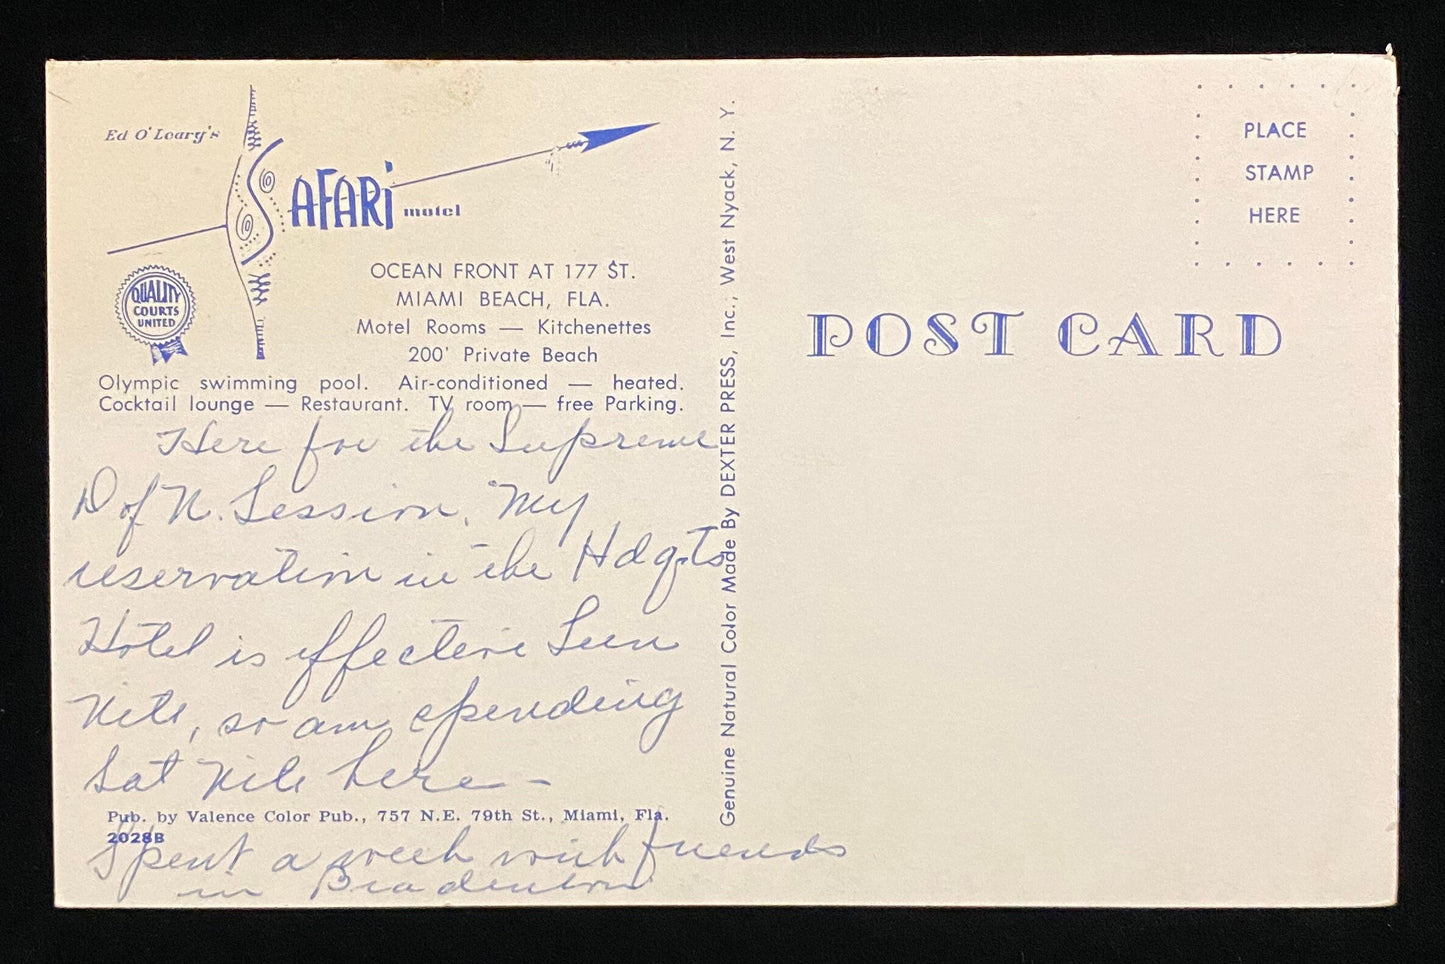 Ed O'Leary's
SAFARi motel
QUALITY
COURTS
UNITED
OCEAN FRONT AT 177 ST.
MIAMI BEACH, FLA.
Motel Rooms — Kitchenettes
200' Private Beach
Olympic swimming pool. Air-conditioned — heated.
Cocktail lounge — Restaurant. TV room — free Parking.
Here for the Supreme
D of N. Session. My
reservation in the Hdqts
Hotel is effective Sun
Nite, so am spending
Sat Nite here -
Pub. by Valence Color Pub., 757 N.E. 79th St., Miami, Fla.
2028B
Spent a week with friends
in Bradenton
Genuine Natural Color Made By DEXTER PRESS, Inc., West Nyack, N. Y.
PLACE
STAMP
HERE
POST CARD